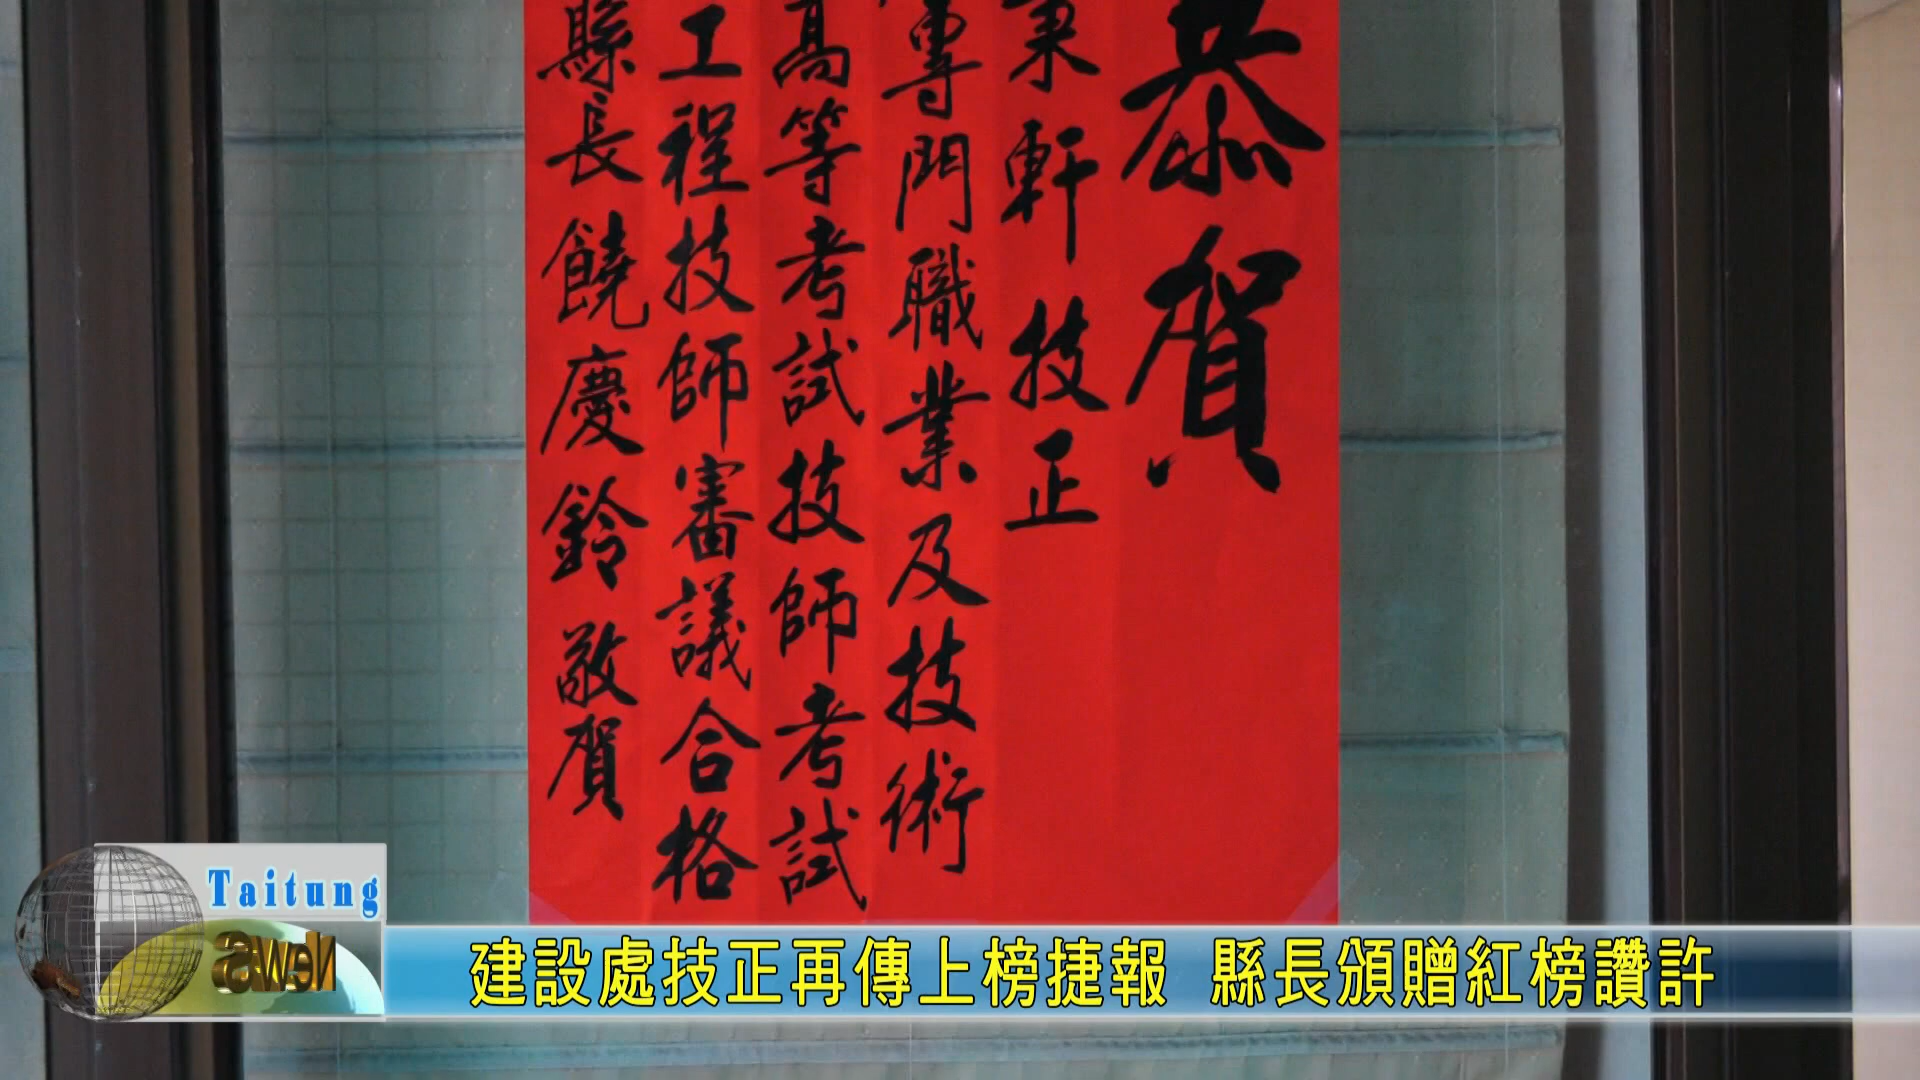 恭賀
秉軒技正
專門職業及技術
高等考試技師考試
工程技師審議合格
縣長饒慶鈴敬賀
Taitung
News
建設處技正再傳上榜捷報 縣長頒贈紅榜讚許